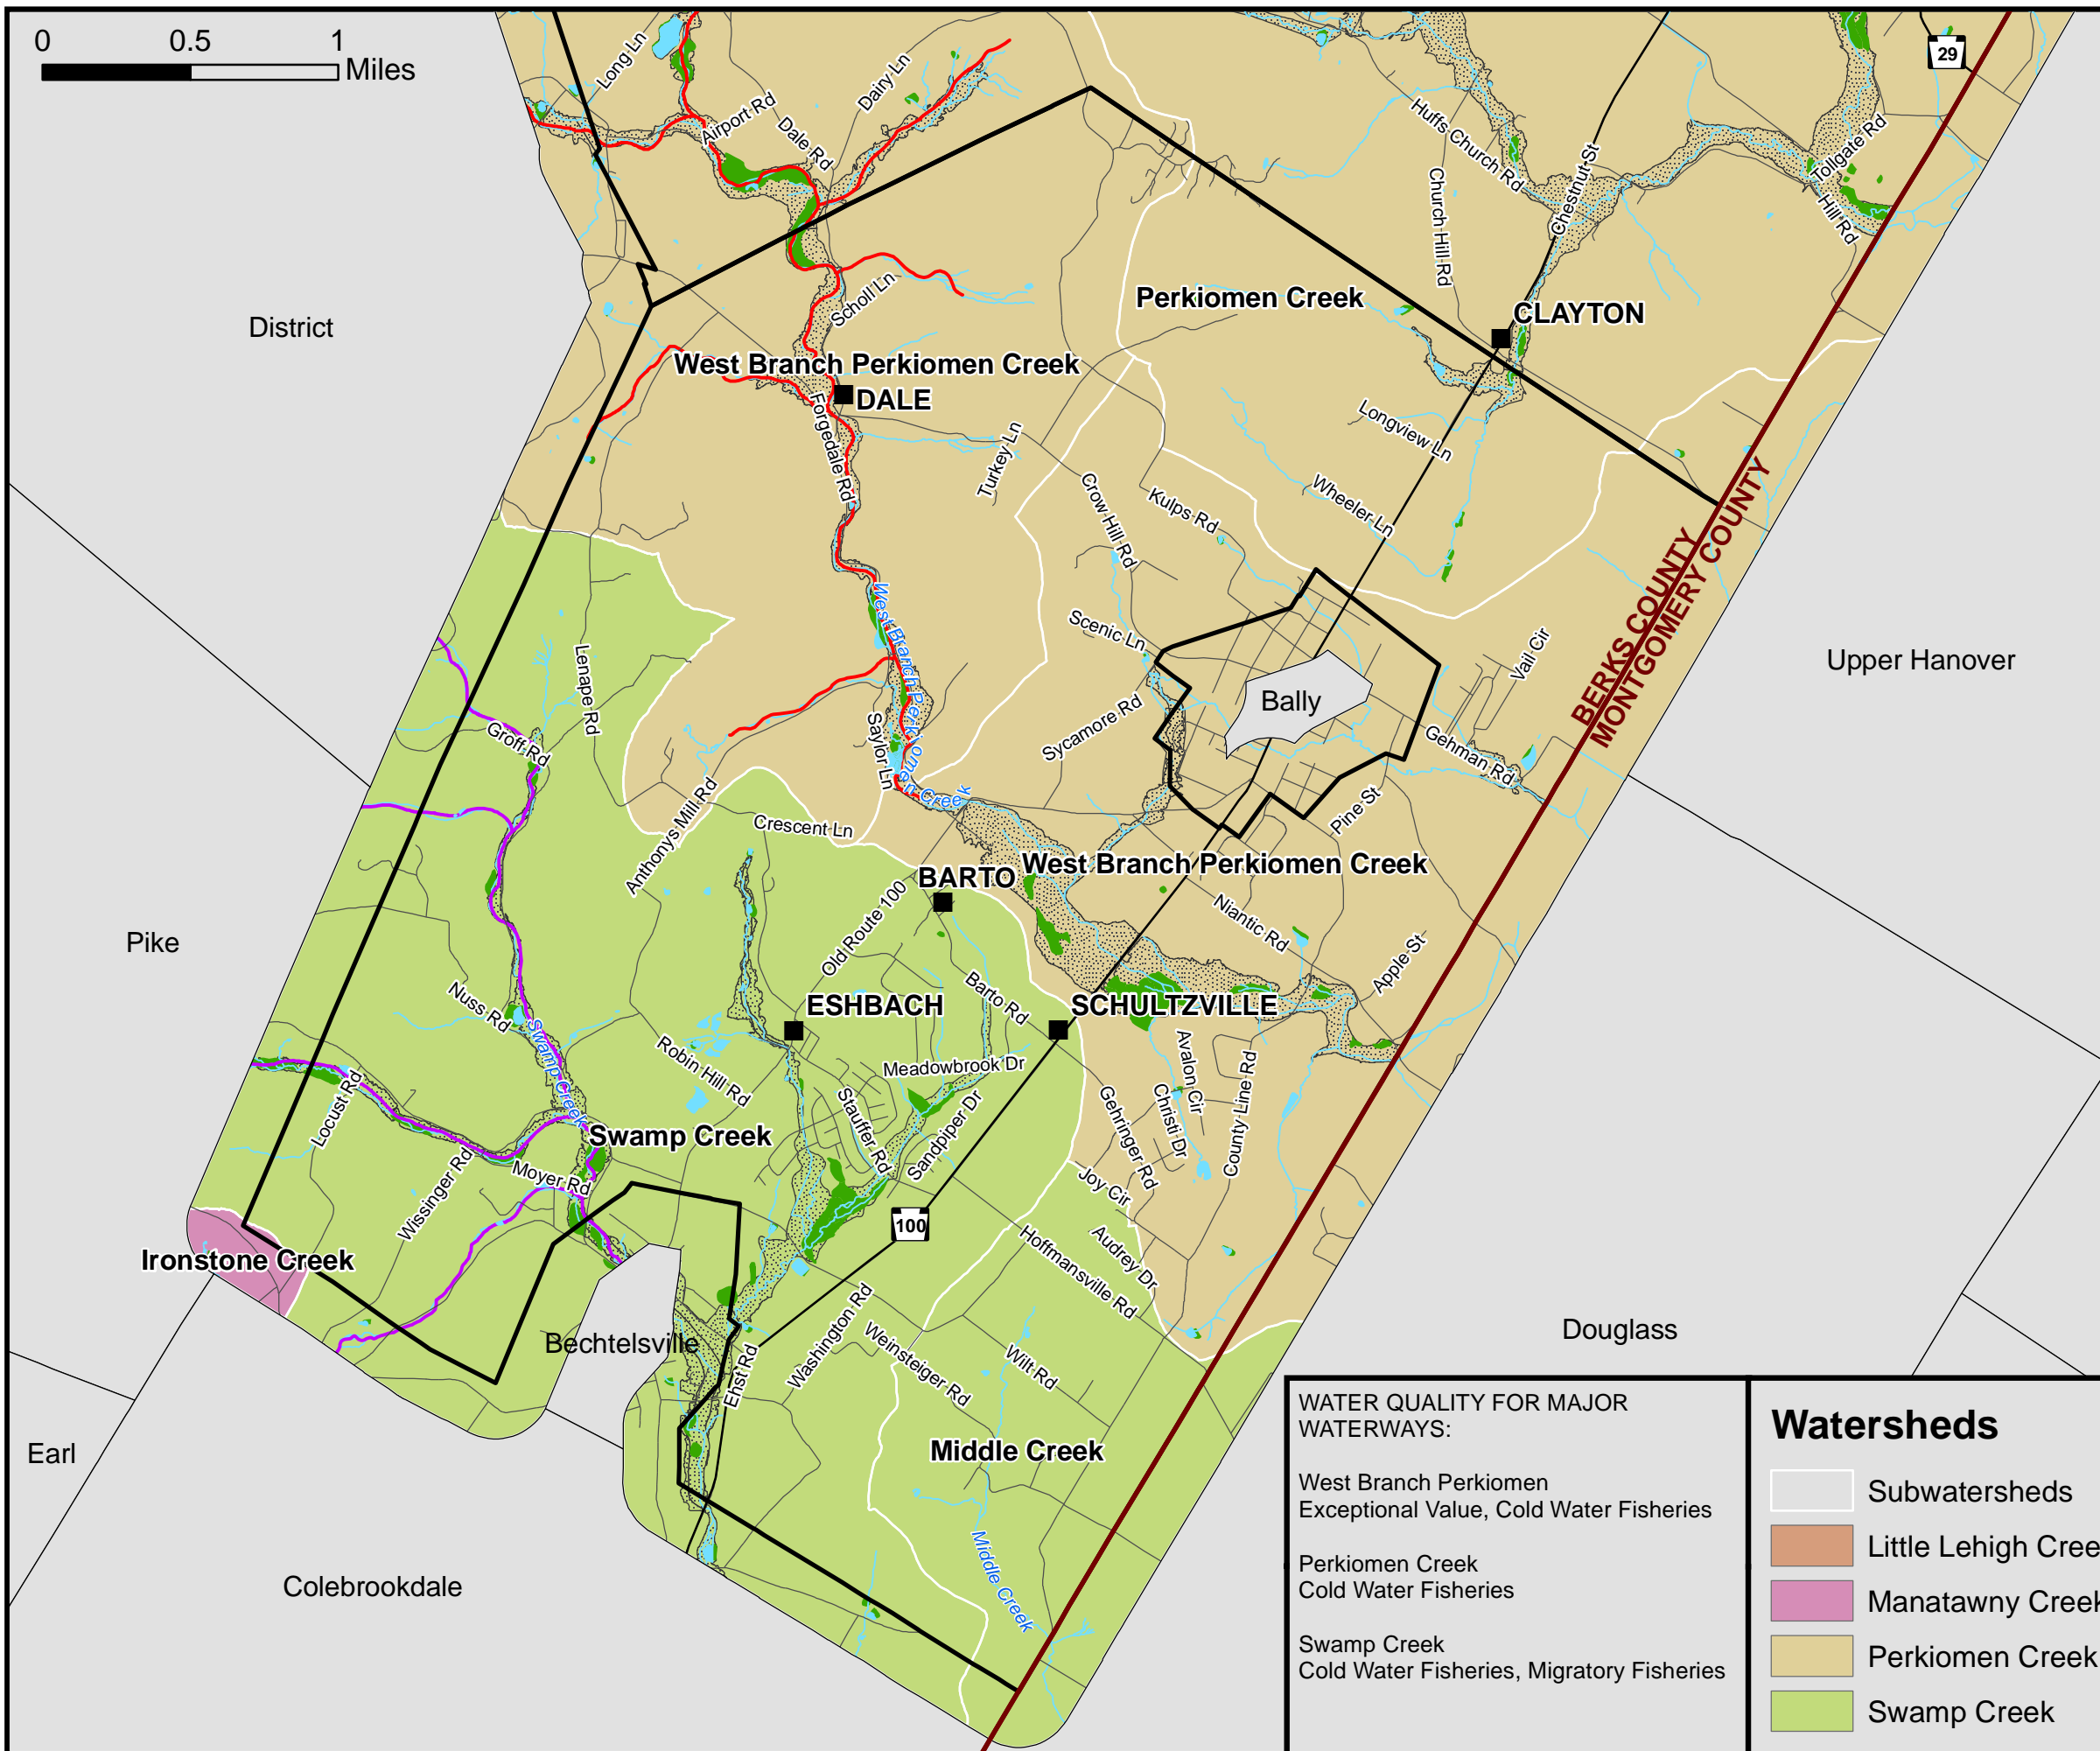 0 0.5 1
Miles
Long Ln
Airport Rd
Dale Rd
Dairy Ln
29
Huffs Church Rd
Church Hill Rd
Chestnut St
Tollgate Rd
Hill Rd
District
Scholl Ln
Perkiomen Creek
CLAYTON
West Branch Perkiomen Creek
DALE
Forgedale Rd
Turkey Ln
Longview Ln
Crow Hill Rd
Kulps Rd
Wheeler Ln
BERKS COUNTY
MONTGOMERY COUNTY
West Branch Perkiomen Creek
Scenic Ln
Lenape Rd
Vail Cir
Upper Hanover
Bally
Groff Rd
Saylor Ln
Sycamore Rd
Gehman Rd
Anthonys Mill Rd
Crescent Ln
Pine St
West Branch Perkiomen Creek
BARTO
Old Route 100
Niantic Rd
Pike
Apple St
Nuss Rd
Swamp Creek
ESHBACH
Barto Rd
SCHULTZVILLE
Robin Hill Rd
Meadowbrook Dr
Locust Rd
Stauffer Rd
Sandpiper Dr
Gehringer Rd
Christi Dr
Avalon Cir
County Line Rd
Swamp Creek
Wissinger Rd
Moyer Rd
Joy Cir
100
Ironstone Creek
Hoffmansville Rd
Audrey Dr
Bechtelsville
Ehst Rd
Washington Rd
Weinsteiger Rd
Wilt Rd
Douglass
Earl
Middle Creek
Middle Creek
Colebrookdale
WATER QUALITY FOR MAJOR
WATERWAYS:
West Branch Perkiomen
Exceptional Value, Cold Water Fisheries
Perkiomen Creek
Cold Water Fisheries
Swamp Creek
Cold Water Fisheries, Migratory Fisheries
Watersheds
Subwatersheds
Little Lehigh Cree
Manatawny Creek
Perkiomen Creek
Swamp Creek